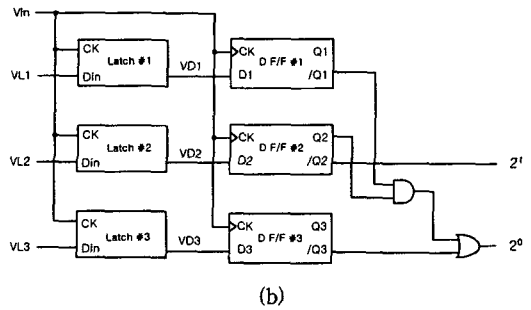 Vin
CK
Latch #1
Din
VL1
VD1
CK
D F/F #1
D1
Q1
/Q1
CK
Latch #2
Din
VL2
VD2
CK
D F/F #2
D2
Q2
/Q2
2¹
CK
Latch #3
Din
VL3
VD3
CK
D F/F #3
D3
Q3
/Q3
2⁰
(b)